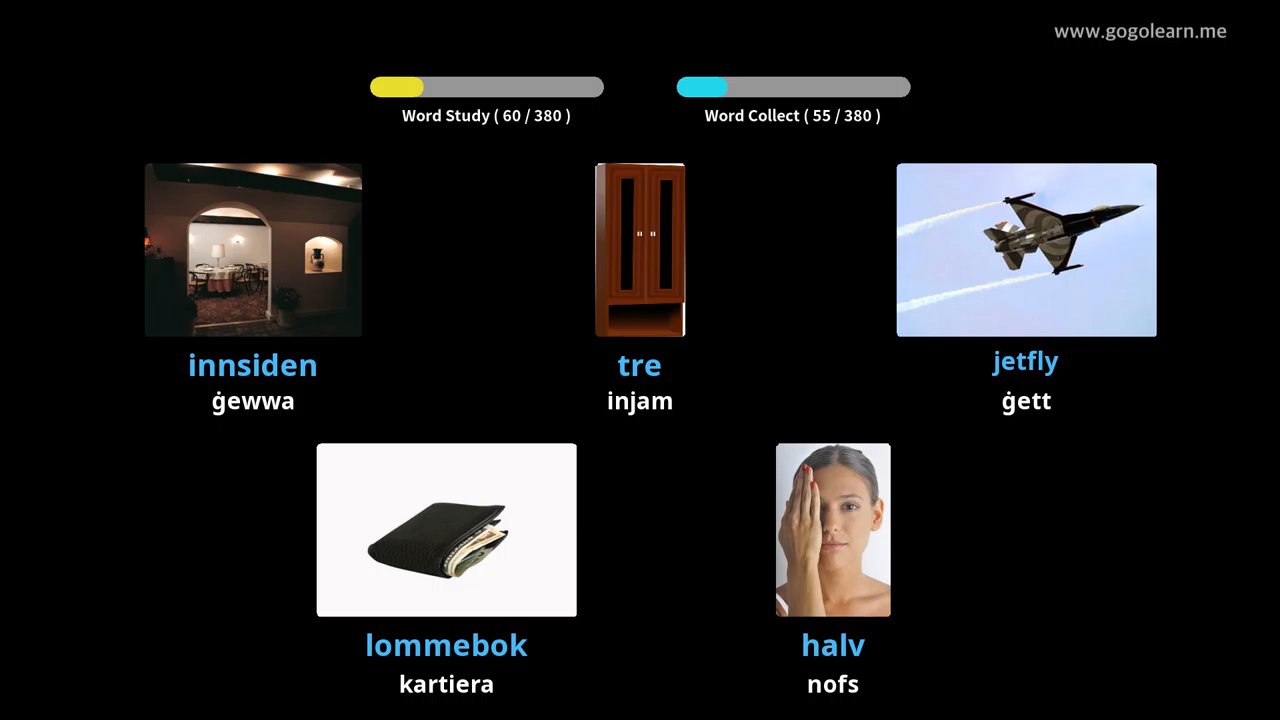 www.gogolearn.me
Word Study ( 60 / 380 )
Word Collect ( 55 / 380 )
innsiden
ġewwa
tre
injam
jetfly
ġett
lommebok
kartiera
halv
nofs